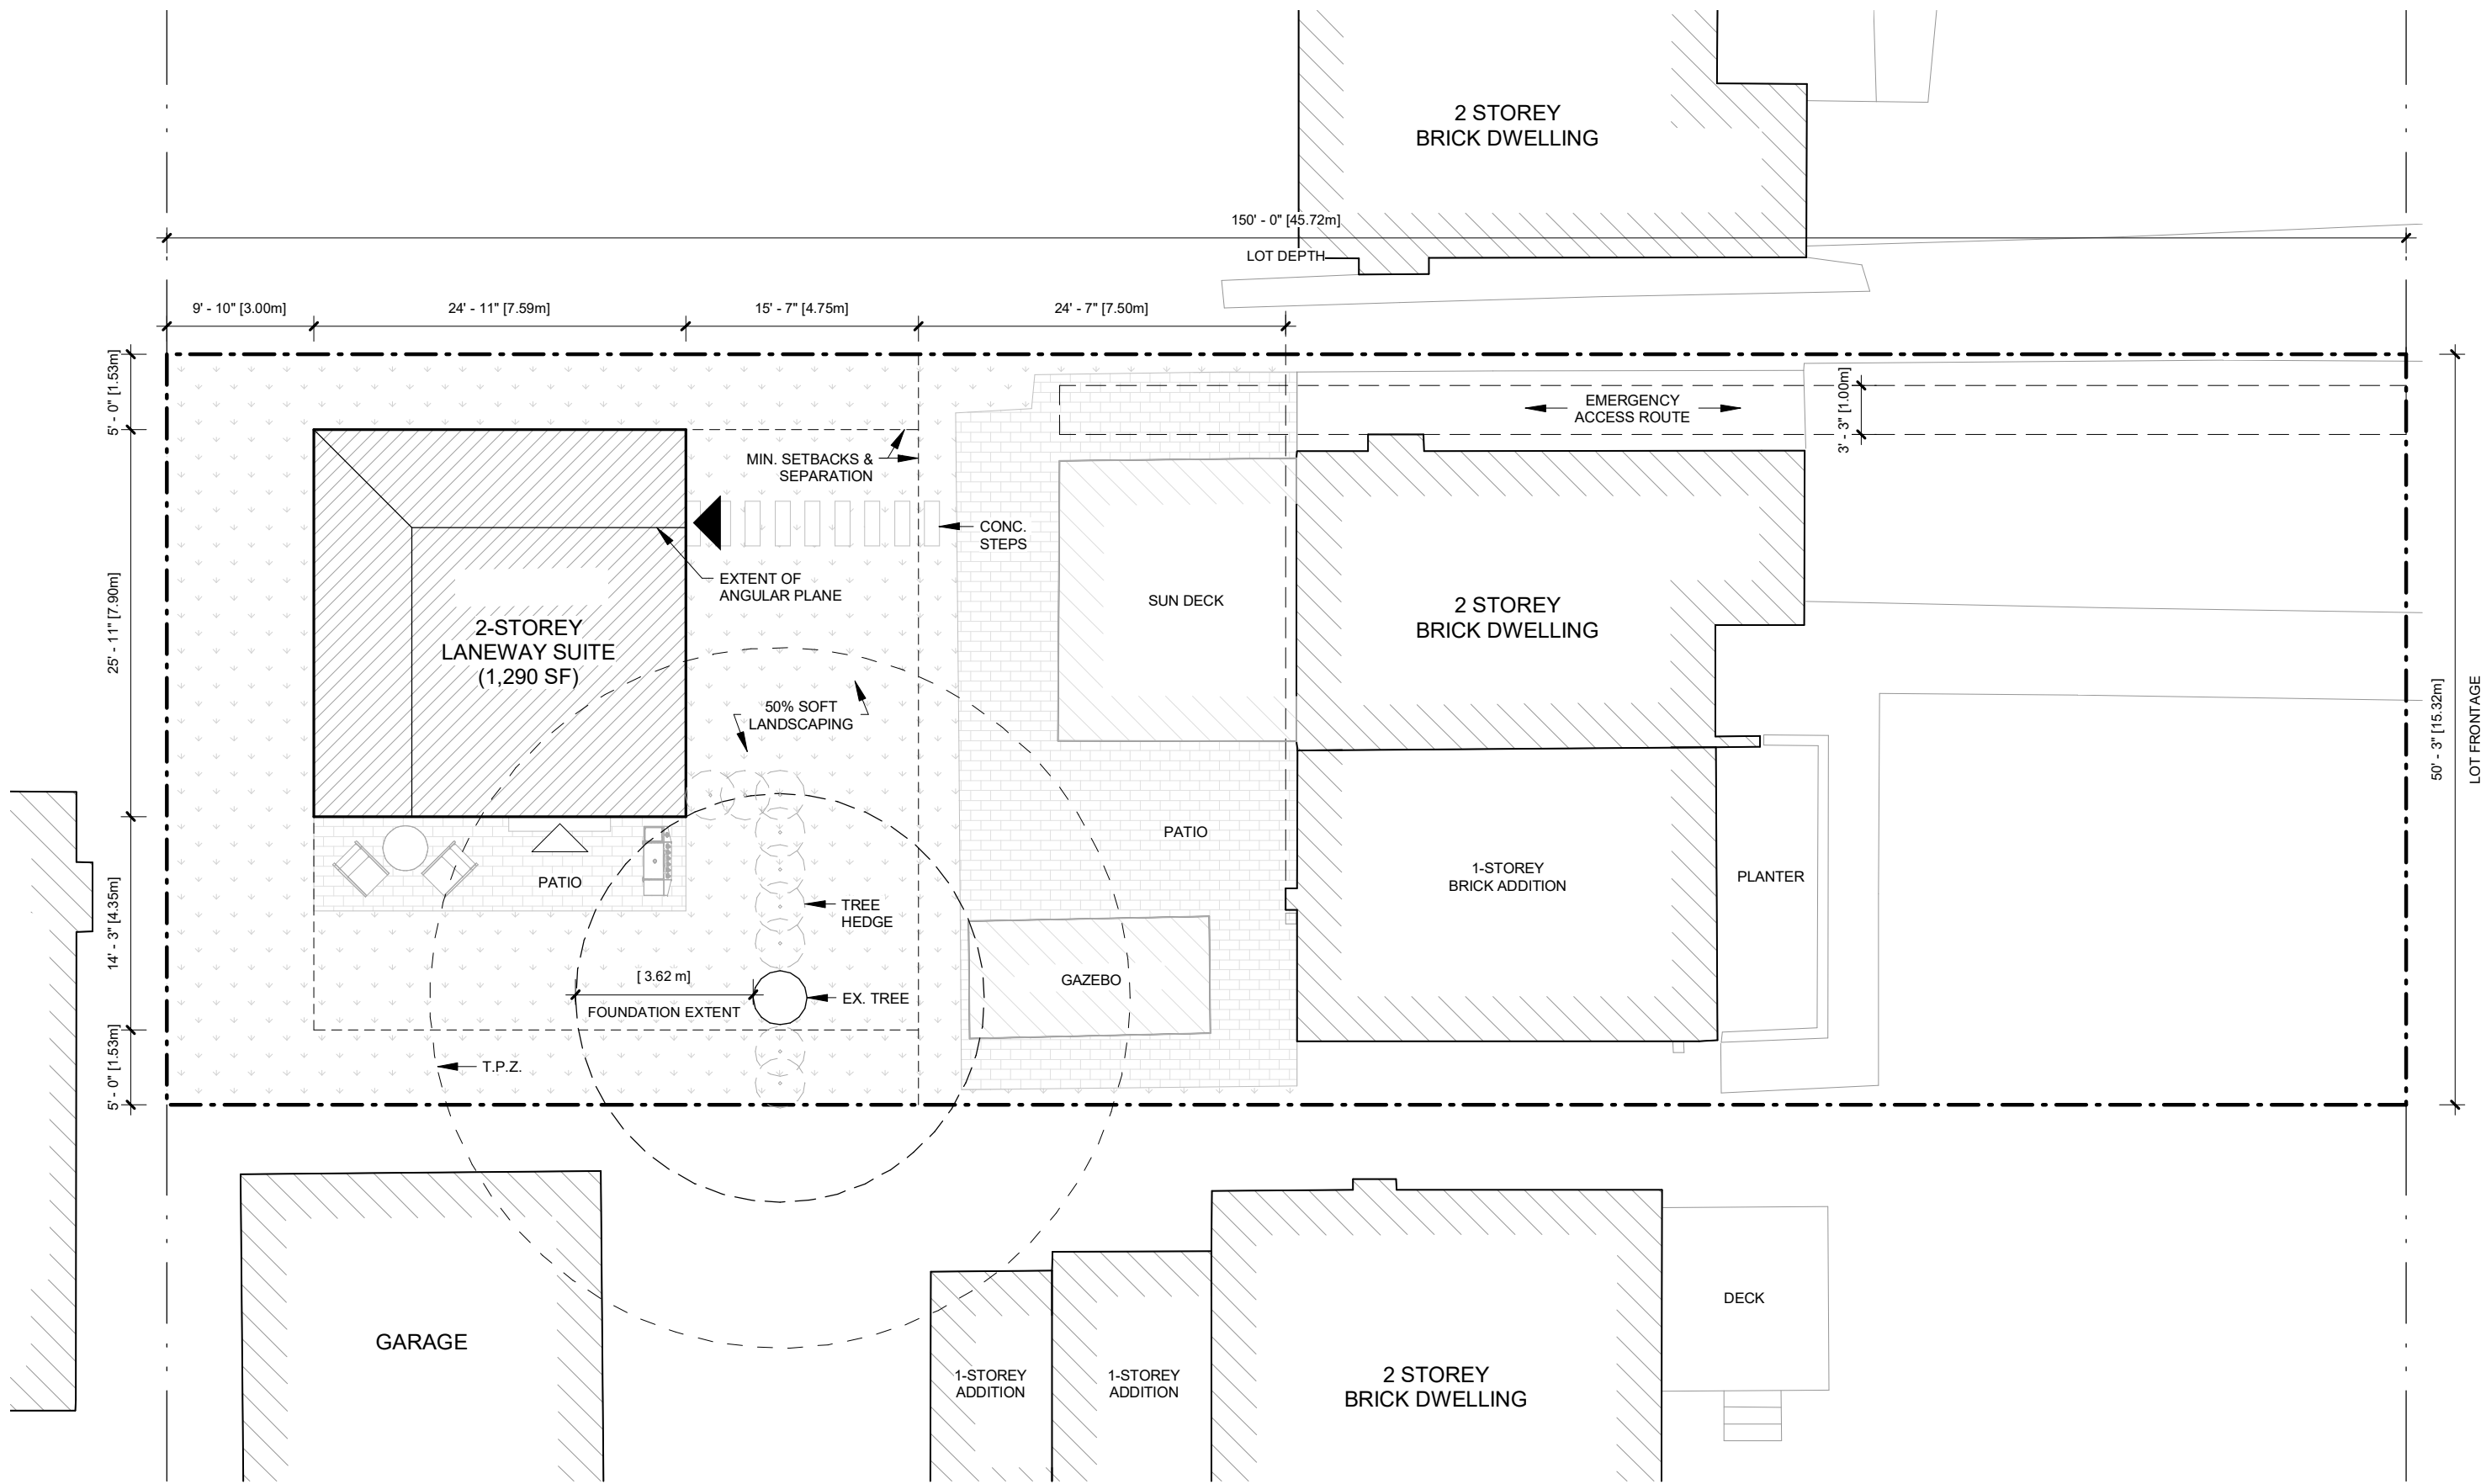 2 STOREY
BRICK DWELLING
150' - 0" [45.72m]
LOT DEPTH
9' - 10" [3.00m]
24' - 11" [7.59m]
15' - 7" [4.75m]
24' - 7" [7.50m]
5' - 0" [1.53m]
25' - 11" [7.90m]
14' - 3" [4.35m]
5' - 0" [1.53m]
EMERGENCY
ACCESS ROUTE
3' - 3" [1.00m]
MIN. SETBACKS &
SEPARATION
CONC.
STEPS
EXTENT OF
ANGULAR PLANE
SUN DECK
2 STOREY
BRICK DWELLING
2-STOREY
LANEWAY SUITE
(1,290 SF)
50% SOFT
LANDSCAPING
50' - 3" [15.32m]
LOT FRONTAGE
PATIO
1-STOREY
BRICK ADDITION
PLANTER
PATIO
TREE
HEDGE
[ 3.62 m]
FOUNDATION EXTENT
EX. TREE
GAZEBO
T.P.Z.
GARAGE
1-STOREY
ADDITION
1-STOREY
ADDITION
2 STOREY
BRICK DWELLING
DECK